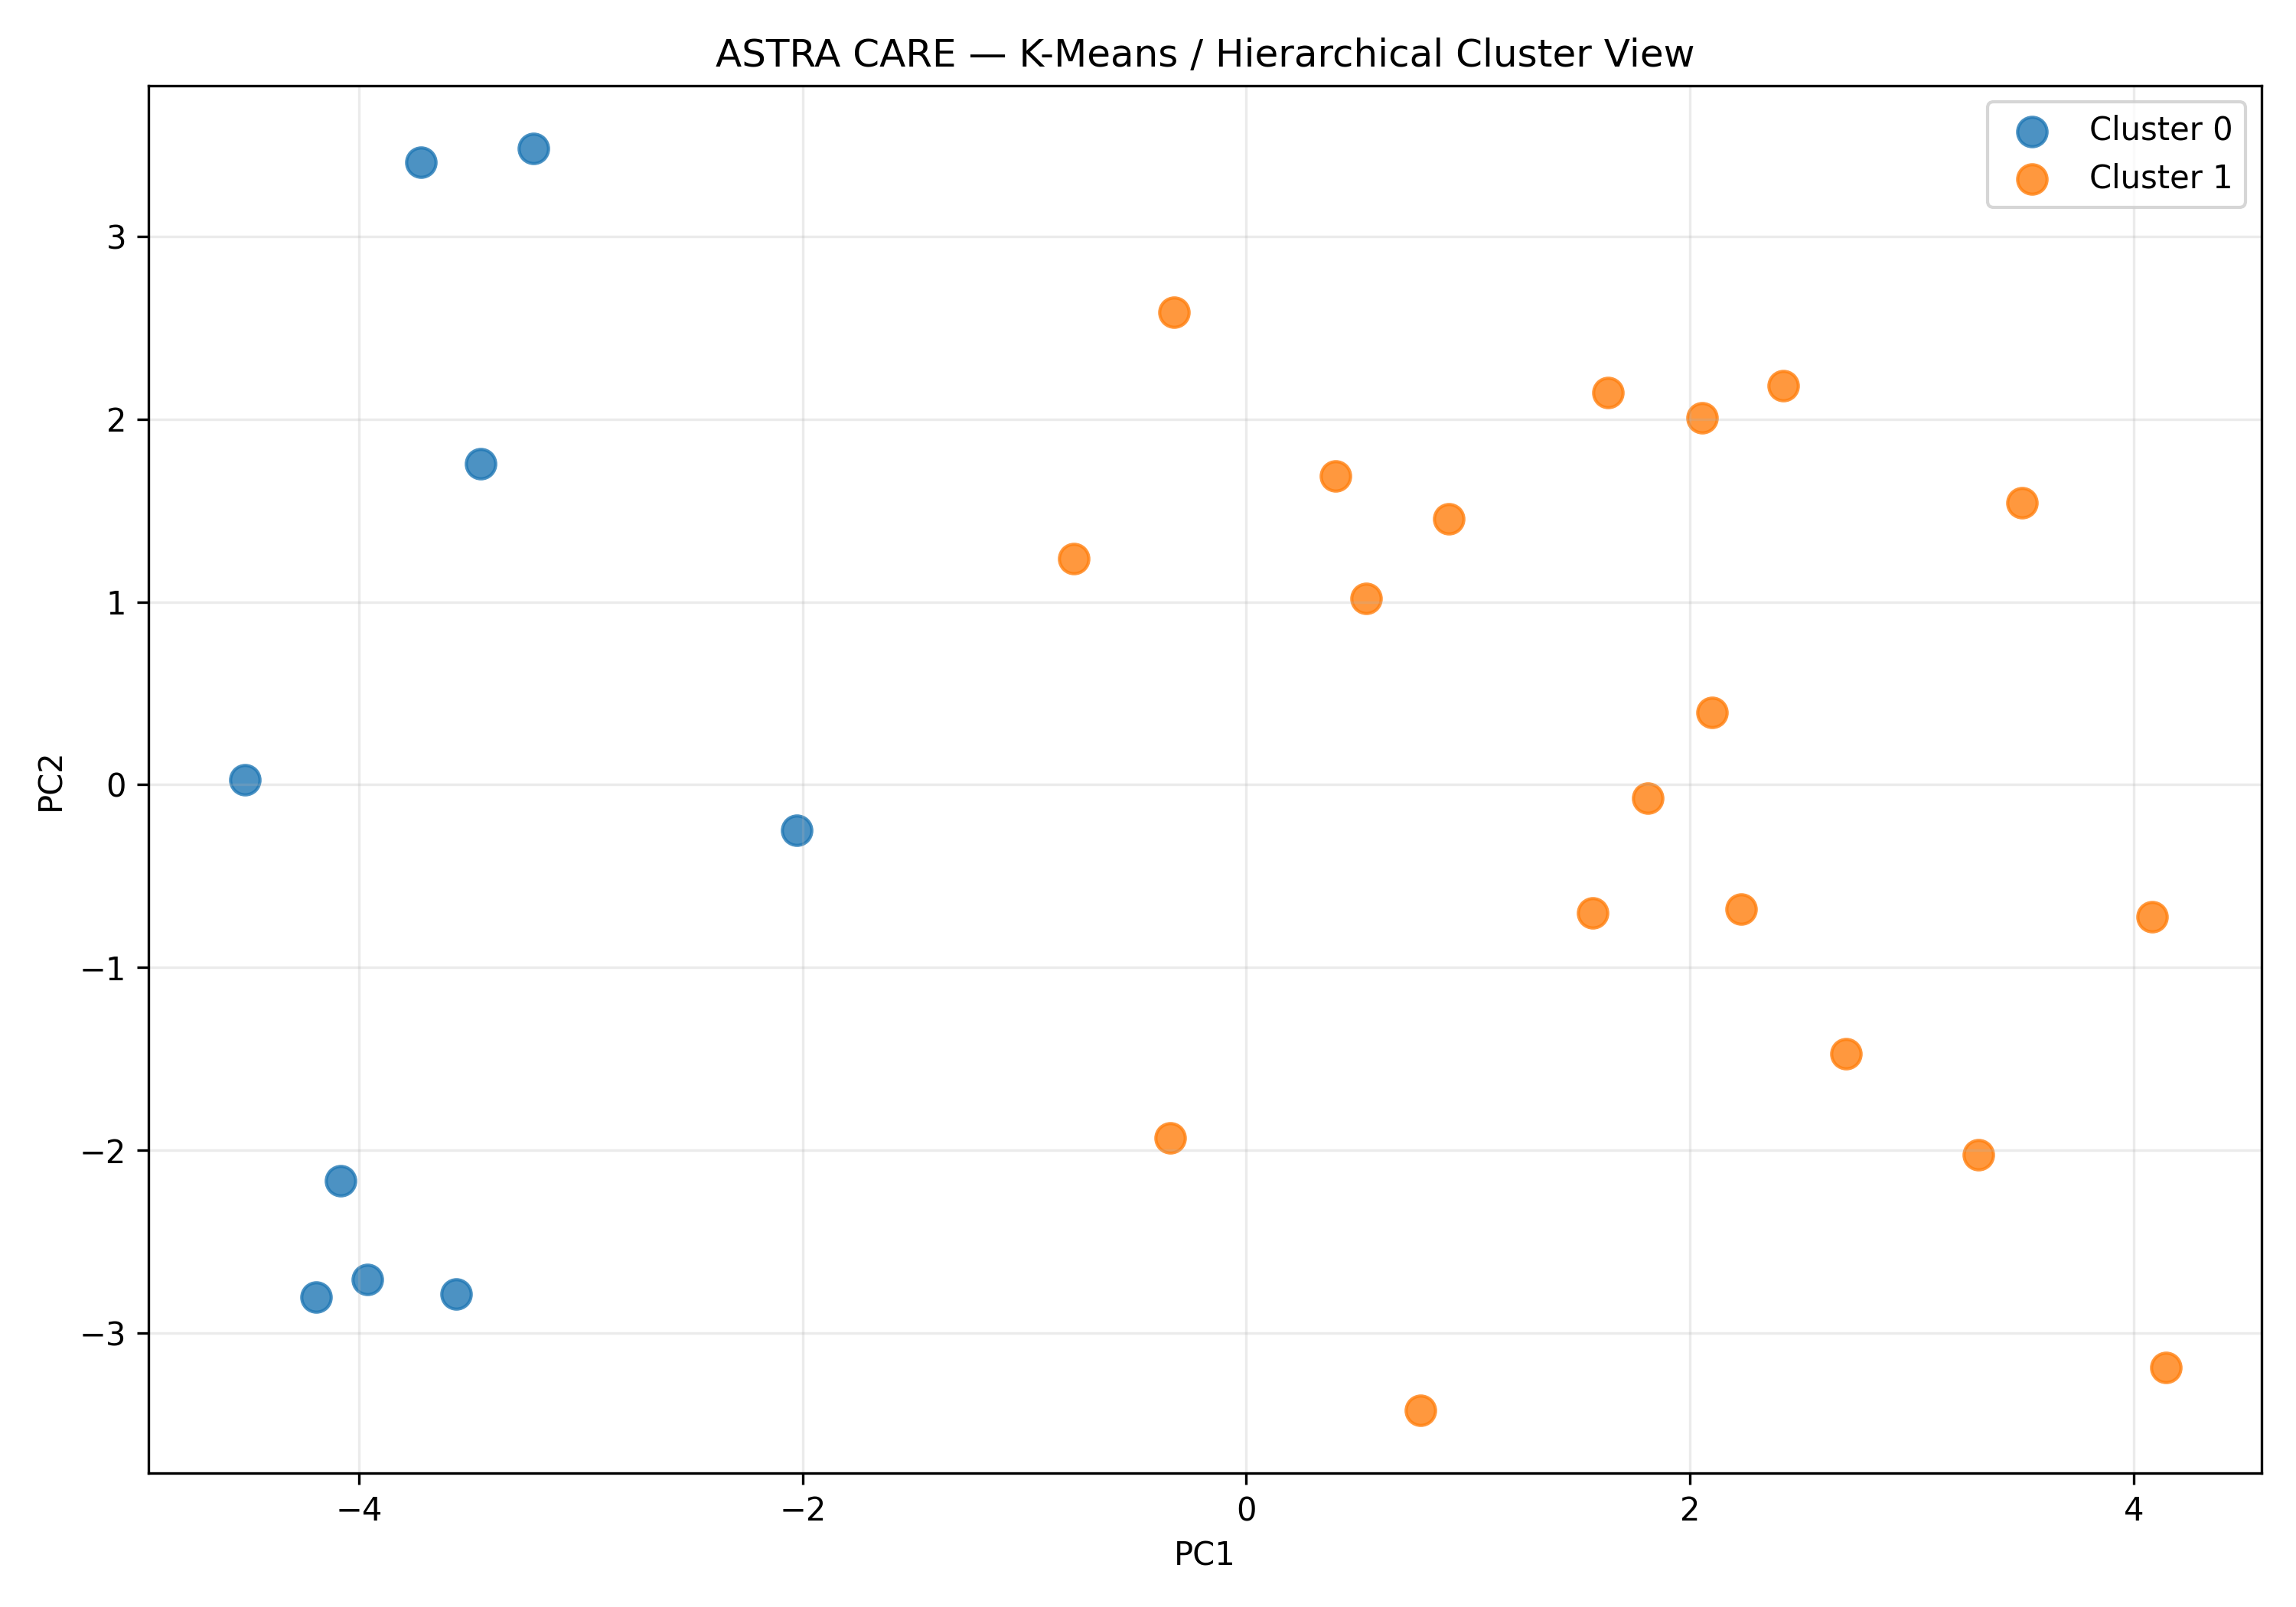 ASTRA CARE — K-Means / Hierarchical Cluster View
Cluster 0
Cluster 1
3
2
1
0
−1
−2
−3
PC2
−4
−2
0
2
4
PC1